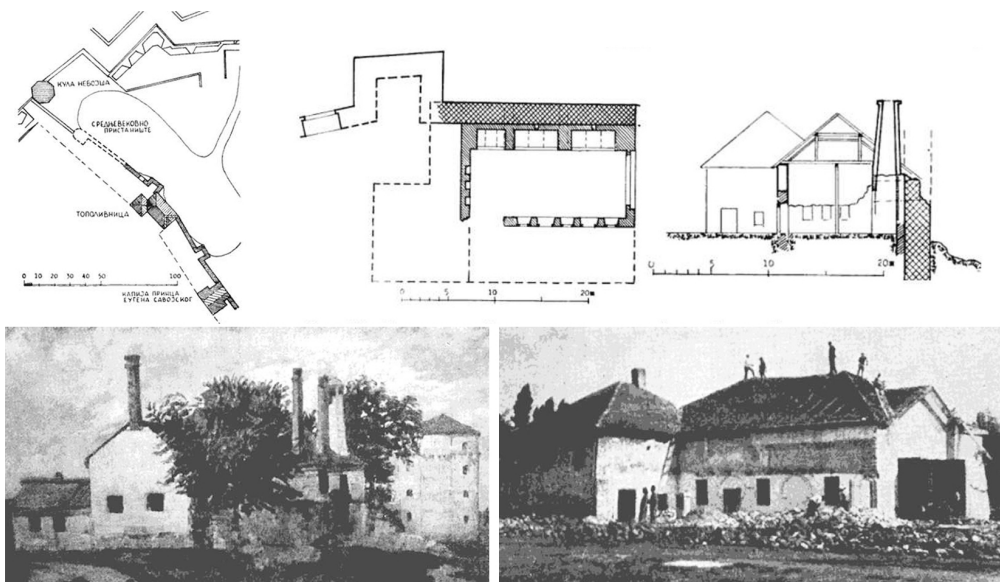 КУЛА НЕБОЈША
СРЕДЊЕВЕКОВНО
ПРИСТАНИШТЕ
ТОПОЛИВНИЦА
0 10 20 30 40 50 100
КАПИЈА ПРИНЦА
ЕУГЕНА САВОЈСКОГ
0 5 10 20м
0 5 10 20м